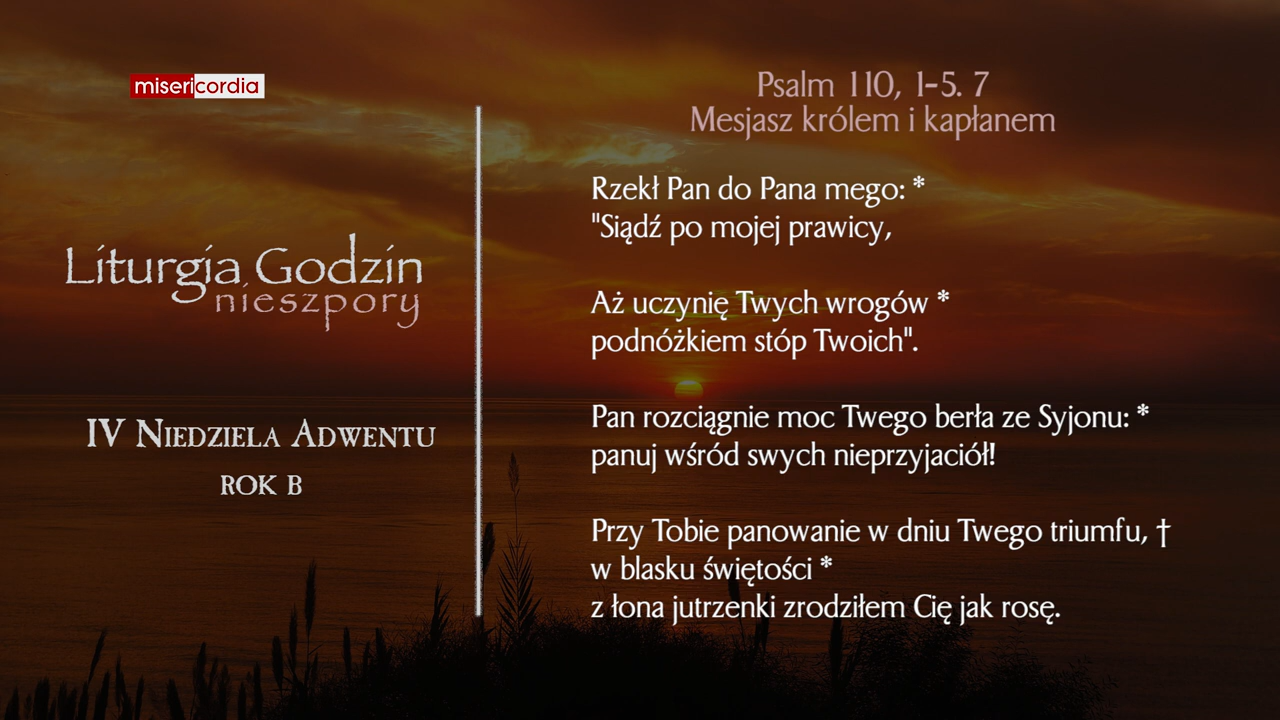 misericordia
Liturgia Godzin
nieszpory
IV Niedziela Adwentu
rok B
Psalm 110, 1-5. 7
Mesjasz królem i kapłanem
Rzekł Pan do Pana mego: *
"Siądź po mojej prawicy,
Aż uczynię Twych wrogów *
podnóżkiem stóp Twoich".
Pan rozciągnie moc Twego berła ze Syjonu: *
panuj wśród swych nieprzyjaciół!
Przy Tobie panowanie w dniu Twego triumfu, †
w blasku świętości *
z łona jutrzenki zrodziłem Cię jak rosę.